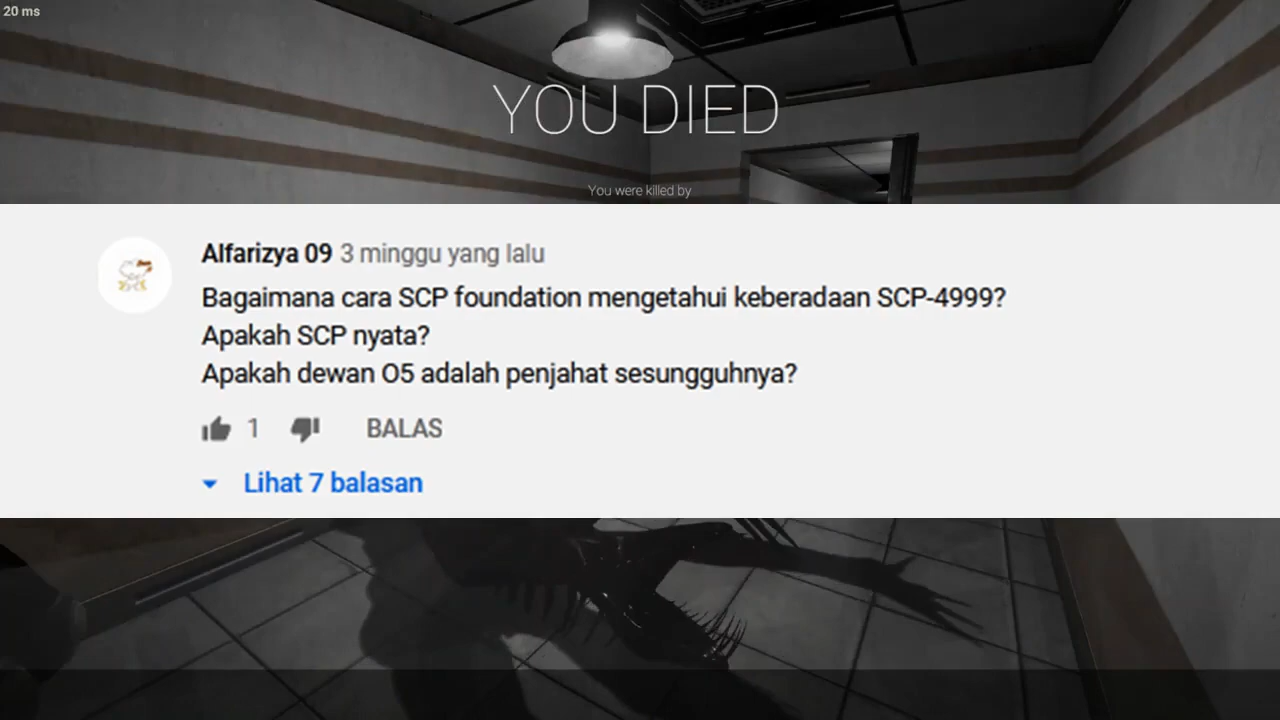 20 ms
YOU DIED
You were killed by
Alfarizya 09 3 minggu yang lalu
Bagaimana cara SCP foundation mengetahui keberadaan SCP-4999?
Apakah SCP nyata?
Apakah dewan O5 adalah penjahat sesungguhnya?
1 BALAS
Lihat 7 balasan